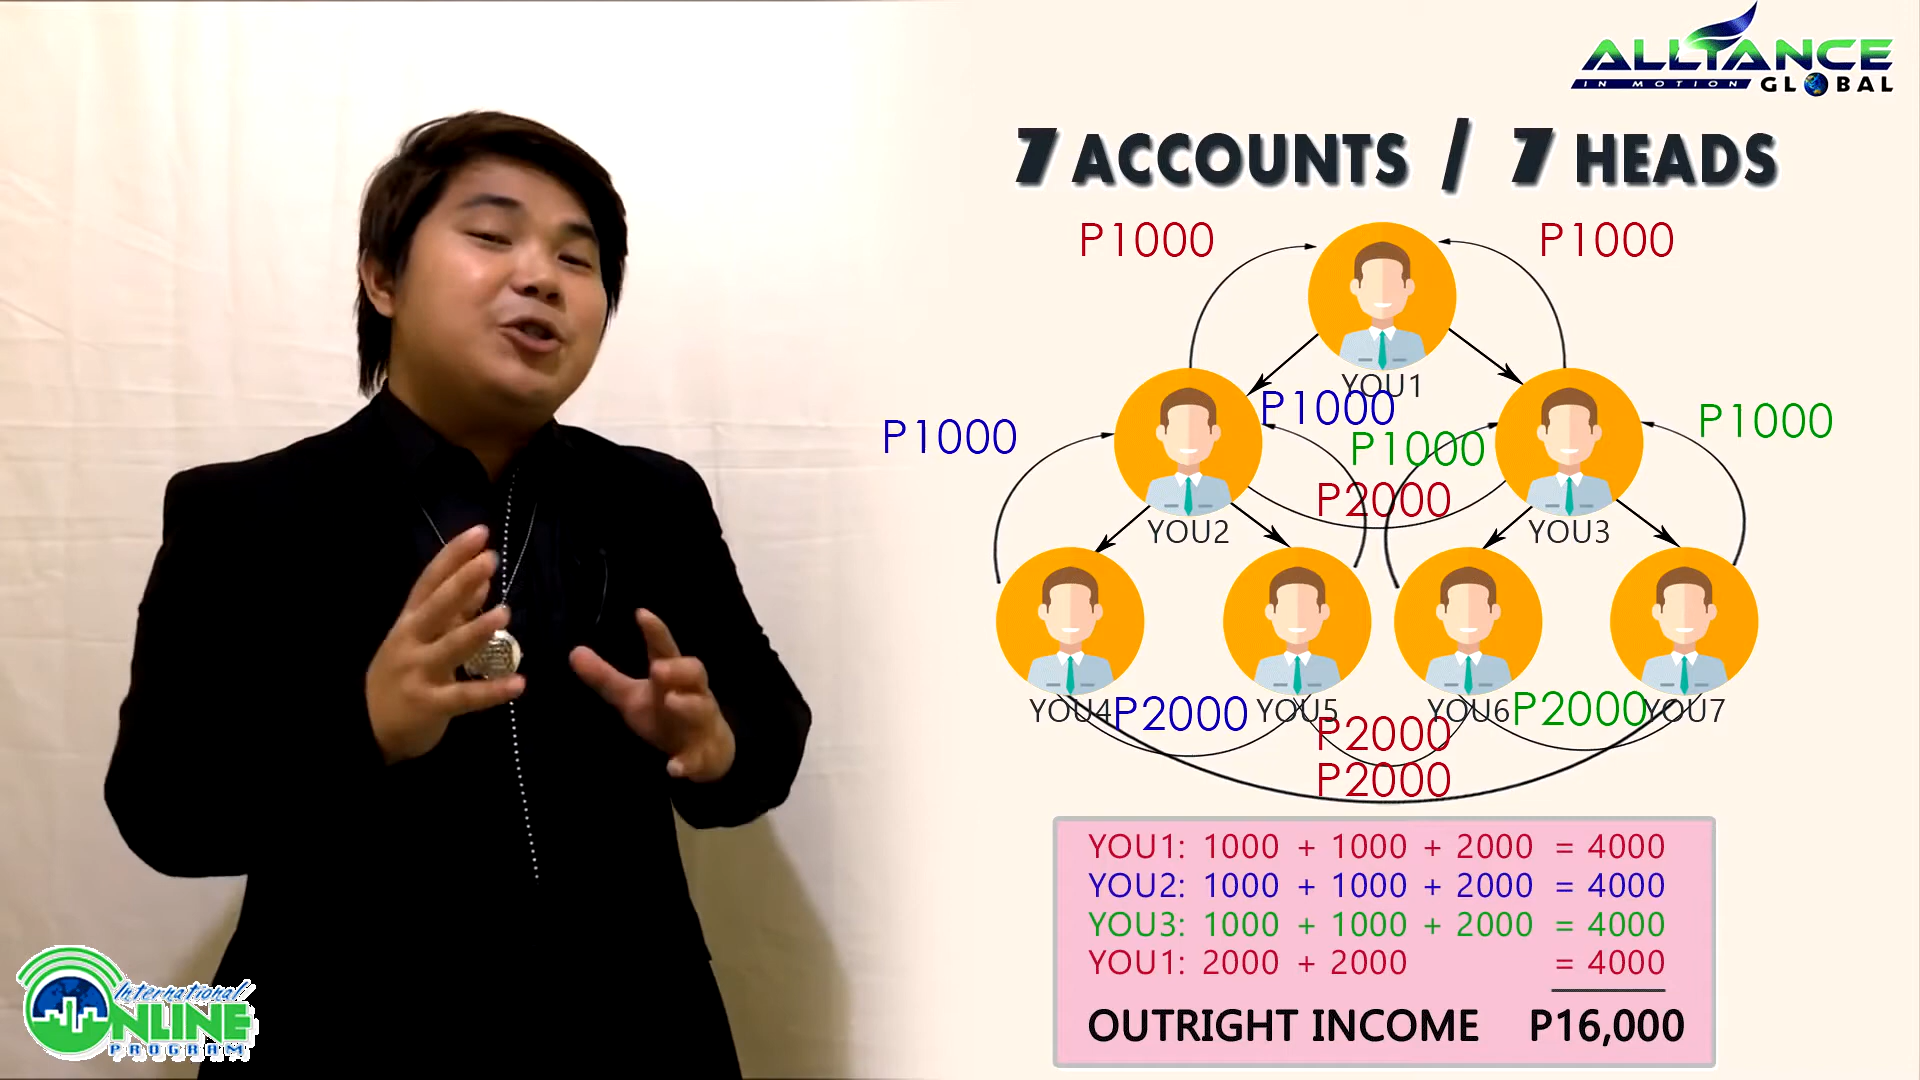 ALLIANCE
IN MOTION GLOBAL
7 ACCOUNTS / 7 HEADS
P1000
P1000
YOU1
P1000
P1000
P1000
P1000
P2000
YOU2
YOU3
YOU4
P2000
YOU5
YOU6
P2000
YOU7
P2000
P2000
YOU1: 1000 + 1000 + 2000 = 4000
YOU2: 1000 + 1000 + 2000 = 4000
YOU3: 1000 + 1000 + 2000 = 4000
YOU1: 2000 + 2000 = 4000
OUTRIGHT INCOME P16,000
International
ONLINE
PROGRAM